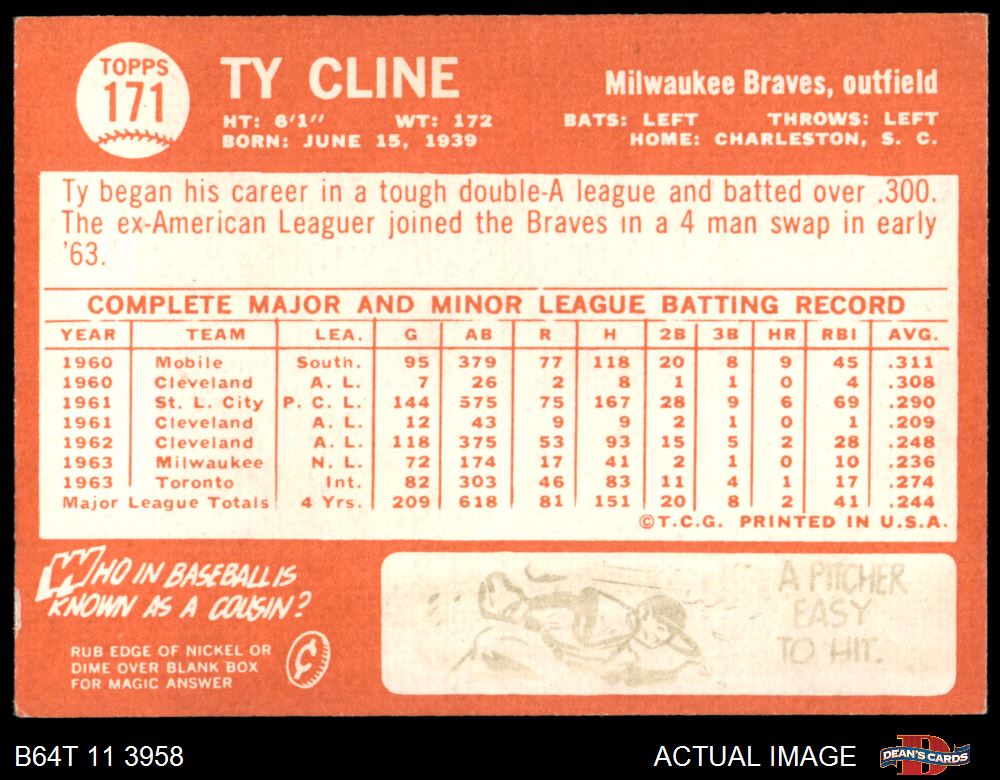 TOPPS
171
TY CLINE
Milwaukee Braves, outfield
HT: 6'1" WT: 172 BATS: LEFT THROWS: LEFT
BORN: JUNE 15, 1939 HOME: CHARLESTON, S. C.
Ty began his career in a tough double-A league and batted over .300.
The ex-American Leaguer joined the Braves in a 4 man swap in early
'63.
COMPLETE MAJOR AND MINOR LEAGUE BATTING RECORD
YEAR TEAM LEA. G AB R H 2B 3B HR RBI AVG.
1960 Mobile South. 95 379 77 118 20 8 9 45 .311
1960 Cleveland A. L. 7 26 2 8 1 1 0 4 .308
1961 St. L. City P. C. L. 144 575 75 167 28 9 6 69 .290
1961 Cleveland A. L. 12 43 9 9 2 1 0 1 .209
1962 Cleveland A. L. 118 375 53 93 15 5 2 28 .248
1963 Milwaukee N. L. 72 174 17 41 2 1 0 10 .236
1963 Toronto Int. 82 303 46 83 11 4 1 17 .274
Major League Totals 4 Yrs. 209 618 81 151 20 8 2 41 .244
©T.C.G. PRINTED IN U.S.A.
WHO IN BASEBALL IS
KNOWN AS A COUSIN?
RUB EDGE OF NICKEL OR
DIME OVER BLANK BOX
FOR MAGIC ANSWER
¢
A PITCHER
EASY
TO HIT.
B64T 11 3958
ACTUAL IMAGE
D
DEAN'S CARDS